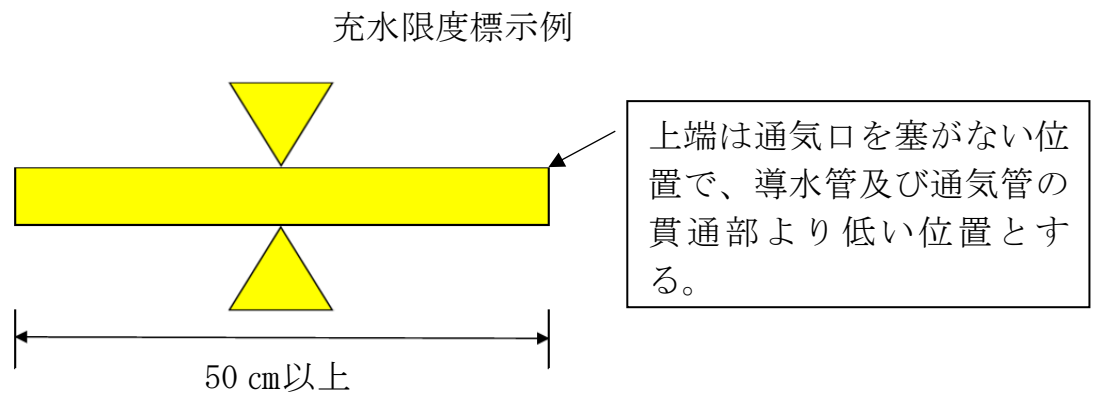 充水限度標示例
上端は通気口を塞がない位
置で、導水管及び通気管の
貫通部より低い位置とす
る。
50 ㎝以上